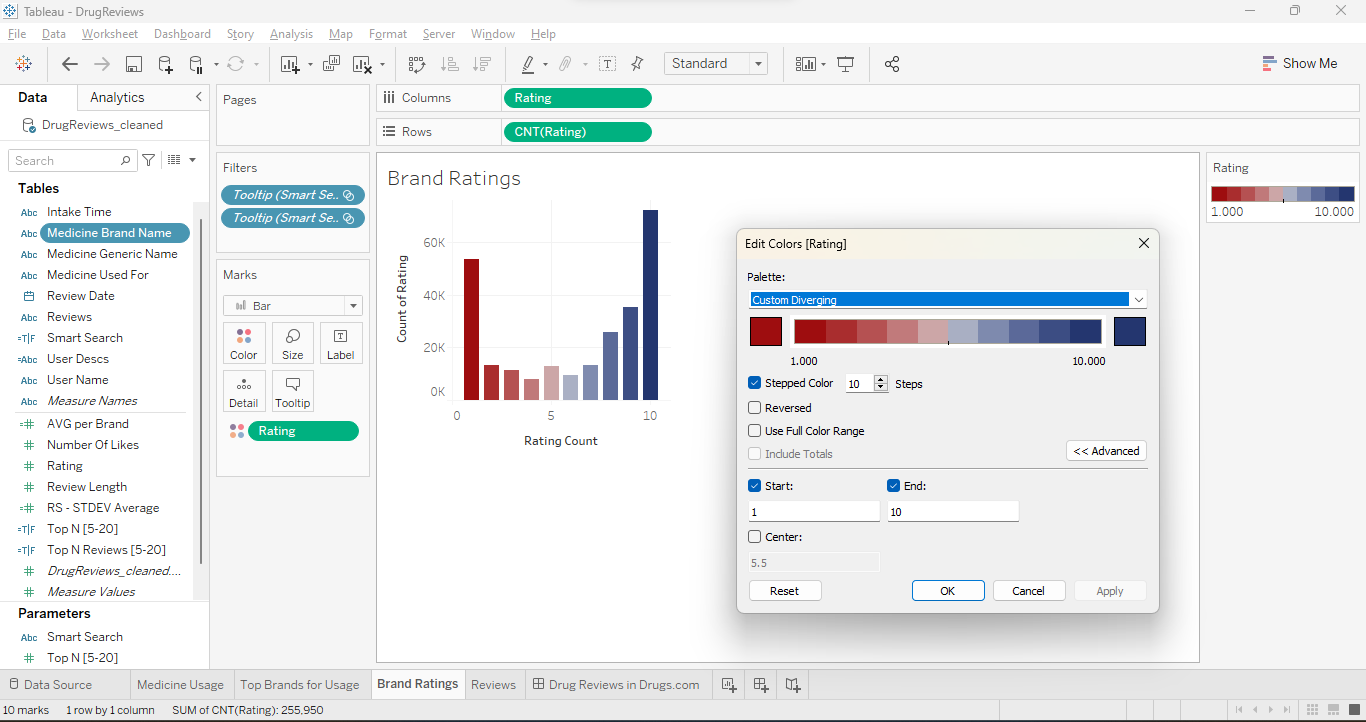 Tableau - DrugReviews
File Data Worksheet Dashboard Story Analysis Map Format Server Window Help
Standard
Show Me
Data Analytics
DrugReviews_cleaned
Search
Tables
Abc Intake Time
Abc Medicine Brand Name
Abc Medicine Generic Name
Abc Medicine Used For
Review Date
Abc Reviews
=T|F Smart Search
=Abc User Descs
Abc User Name
Abc Measure Names
=# AVG per Brand
# Number Of Likes
# Rating
# Review Length
=# RS - STDEV Average
=T|F Top N [5-20]
=T|F Top N Reviews [5-20]
# DrugReviews_cleaned....
# Measure Values
Parameters
Abc Smart Search
# Top N [5-20]
Pages
Filters
Tooltip (Smart Se..
Tooltip (Smart Se..
Marks
Bar
Color Size Label
Detail Tooltip
Rating
Columns Rating
Rows CNT(Rating)
Brand Ratings
Count of Rating
60K
40K
20K
0K
0 5 10
Rating Count
Edit Colors [Rating]
Palette:
Custom Diverging
1.000 10.000
Stepped Color 10 Steps
Reversed
Use Full Color Range
Include Totals
<< Advanced
Start: End:
1 10
Center:
5.5
Reset OK Cancel Apply
Rating
1.000 10.000
Data Source Medicine Usage Top Brands for Usage Brand Ratings Reviews Drug Reviews in Drugs.com
10 marks 1 row by 1 column SUM of CNT(Rating): 255,950